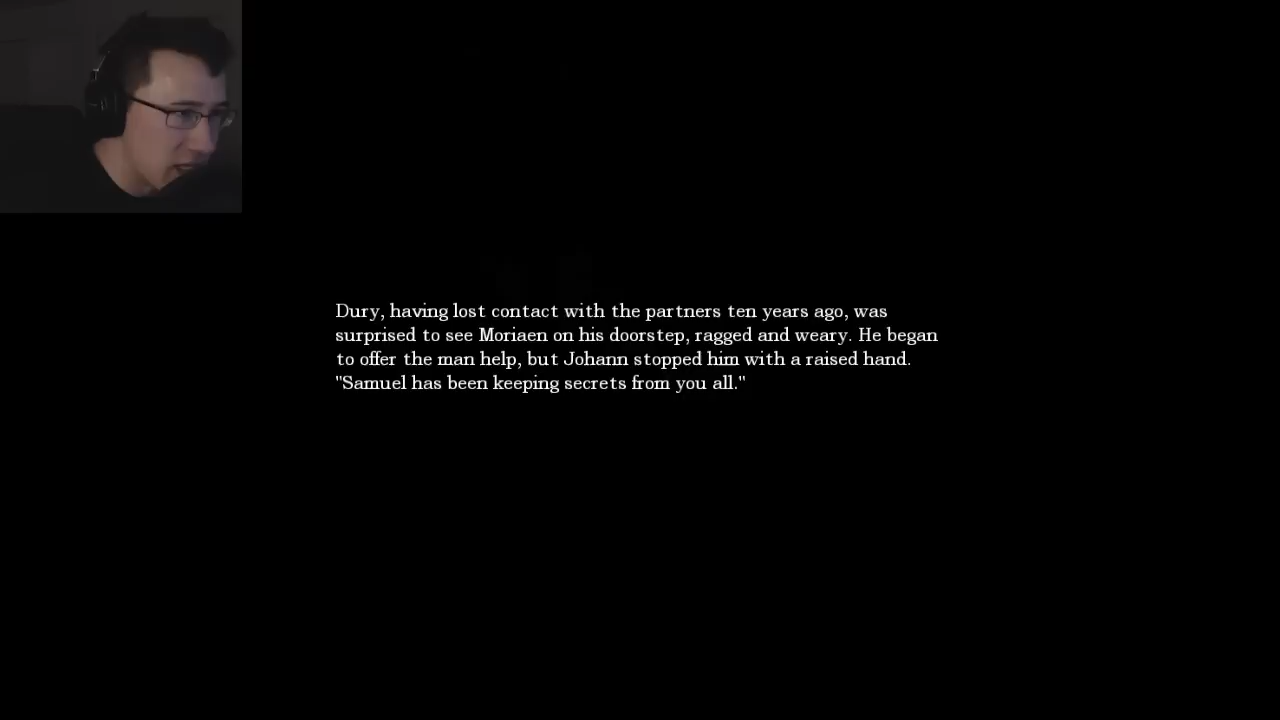 Dury, having lost contact with the partners ten years ago, was
surprised to see Moriaen on his doorstep, ragged and weary. He began
to offer the man help, but Johann stopped him with a raised hand.
"Samuel has been keeping secrets from you all."